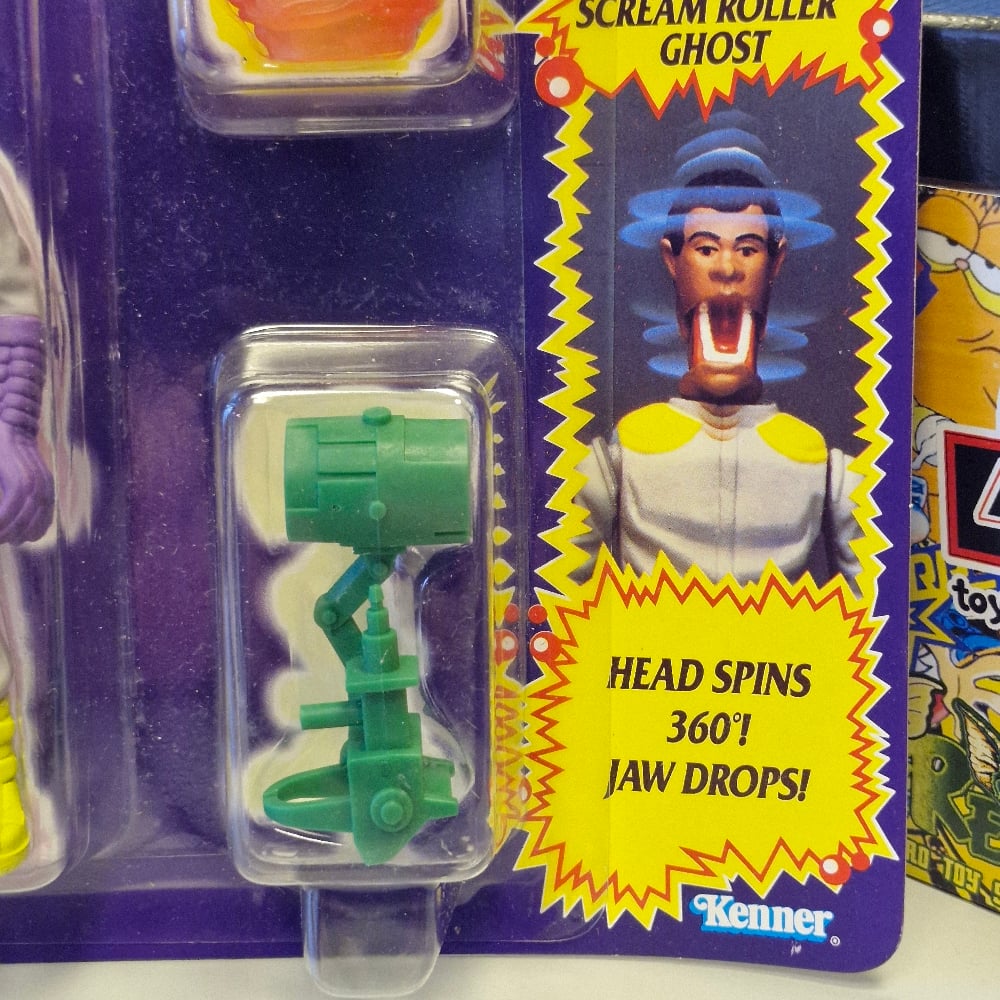 SCREAM ROLLER
GHOST
HEAD SPINS
360°!
JAW DROPS!
Kenner
toy